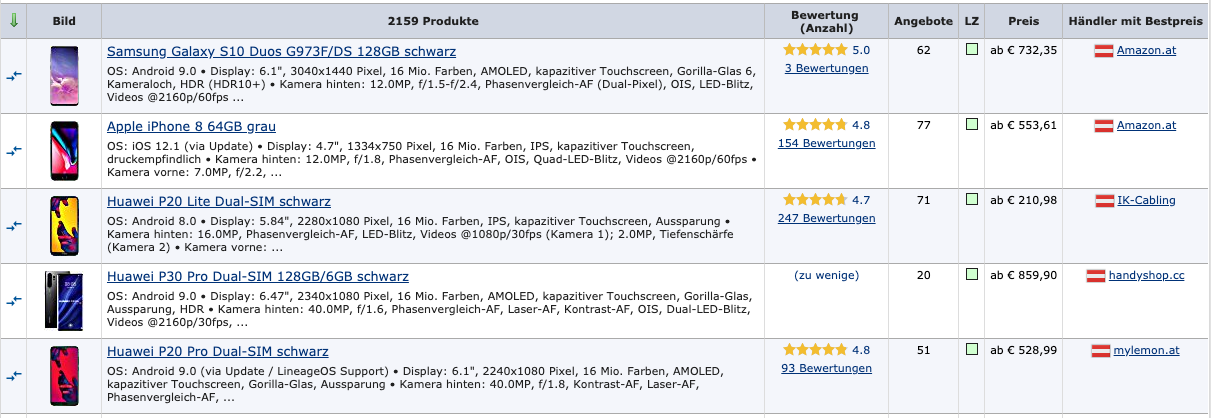 Bild 2159 Produkte Bewertung (Anzahl) Angebote LZ Preis Händler mit Bestpreis
Samsung Galaxy S10 Duos G973F/DS 128GB schwarz
OS: Android 9.0 • Display: 6.1", 3040x1440 Pixel, 16 Mio. Farben, AMOLED, kapazitiver Touchscreen, Gorilla-Glas 6,
Kameraloch, HDR (HDR10+) • Kamera hinten: 12.0MP, f/1.5-f/2.4, Phasenvergleich-AF (Dual-Pixel), OIS, LED-Blitz,
Videos @2160p/60fps ...
5.0
3 Bewertungen
62
ab € 732,35
Amazon.at
Apple iPhone 8 64GB grau
OS: iOS 12.1 (via Update) • Display: 4.7", 1334x750 Pixel, 16 Mio. Farben, IPS, kapazitiver Touchscreen,
druckempfindlich • Kamera hinten: 12.0MP, f/1.8, Phasenvergleich-AF, OIS, Quad-LED-Blitz, Videos @2160p/60fps •
Kamera vorne: 7.0MP, f/2.2, ...
4.8
154 Bewertungen
77
ab € 553,61
Amazon.at
Huawei P20 Lite Dual-SIM schwarz
OS: Android 8.0 • Display: 5.84", 2280x1080 Pixel, 16 Mio. Farben, IPS, kapazitiver Touchscreen, Aussparung •
Kamera hinten: 16.0MP, Phasenvergleich-AF, LED-Blitz, Videos @1080p/30fps (Kamera 1); 2.0MP, Tiefenschärfe
(Kamera 2) • Kamera vorne: ...
4.7
247 Bewertungen
71
ab € 210,98
IK-Cabling
Huawei P30 Pro Dual-SIM 128GB/6GB schwarz
OS: Android 9.0 • Display: 6.47", 2340x1080 Pixel, 16 Mio. Farben, AMOLED, kapazitiver Touchscreen, Gorilla-Glas,
Aussparung, HDR • Kamera hinten: 40.0MP, f/1.6, Phasenvergleich-AF, Laser-AF, Kontrast-AF, OIS, Dual-LED-Blitz,
Videos @2160p/30fps, ...
(zu wenige)
20
ab € 859,90
handyshop.cc
Huawei P20 Pro Dual-SIM schwarz
OS: Android 9.0 (via Update / LineageOS Support) • Display: 6.1", 2240x1080 Pixel, 16 Mio. Farben, AMOLED,
kapazitiver Touchscreen, Gorilla-Glas, Aussparung • Kamera hinten: 40.0MP, f/1.8, Kontrast-AF, Laser-AF,
Phasenvergleich-AF, ...
4.8
93 Bewertungen
51
ab € 528,99
mylemon.at